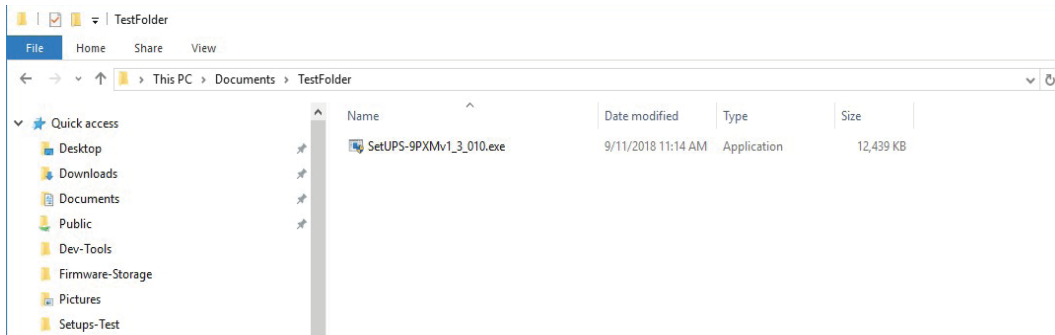 TestFolder
File Home Share View
This PC > Documents > TestFolder
Name Date modified Type Size
Quick access
SetUPS-9PXMv1_3_010.exe 9/11/2018 11:14 AM Application 12,439 KB
Desktop
Downloads
Documents
Public
Dev-Tools
Firmware-Storage
Pictures
Setups-Test